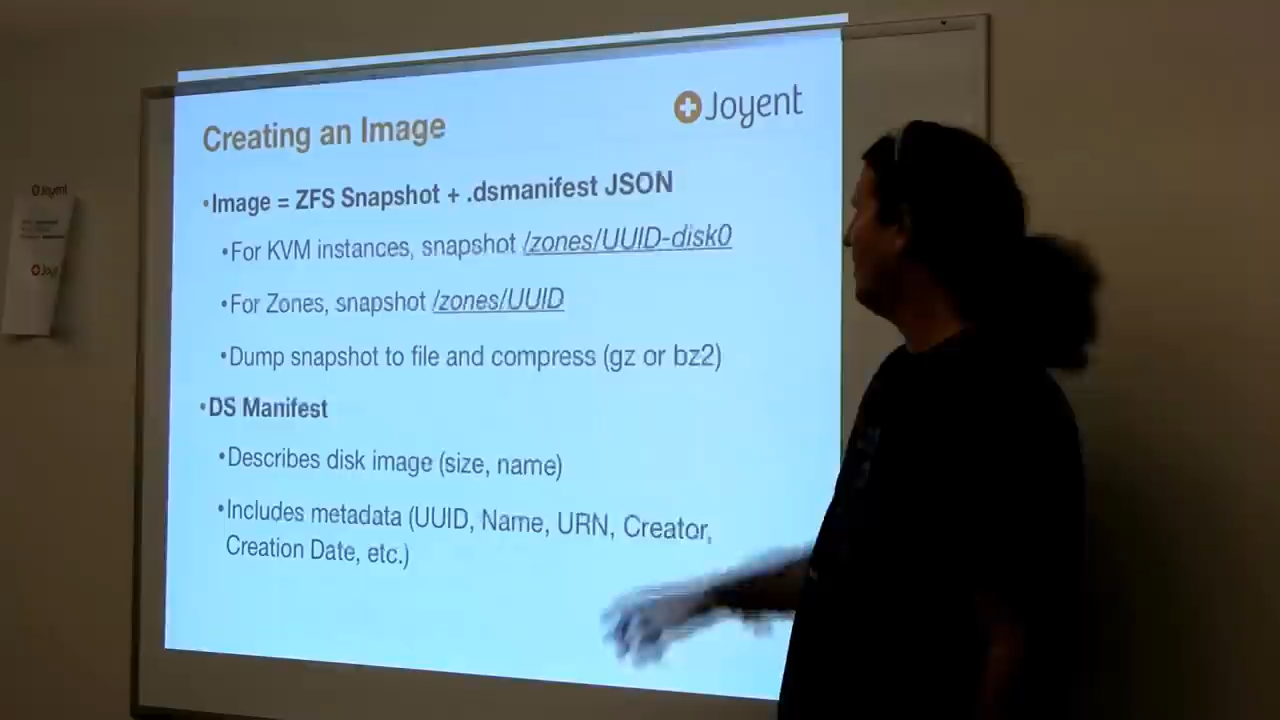 Joyent
Creating an Image
•Image = ZFS Snapshot + .dsmanifest JSON
•For KVM instances, snapshot /zones/UUID-disk0
•For Zones, snapshot /zones/UUID
•Dump snapshot to file and compress (gz or bz2)
•DS Manifest
•Describes disk image (size, name)
•Includes metadata (UUID, Name, URN, Creator,
Creation Date, etc.)
Joyent